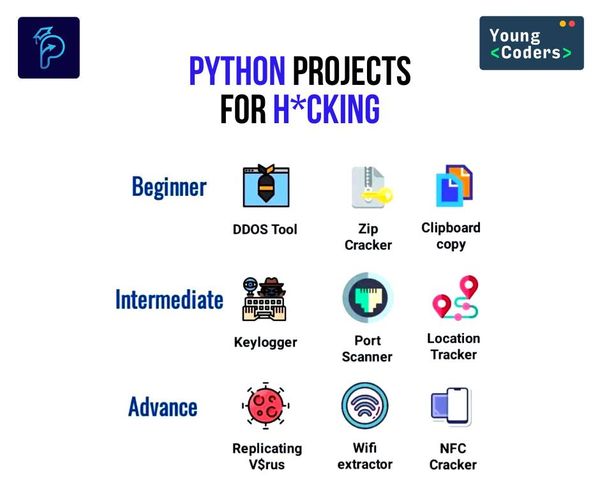 Young
<Coders>
PYTHON PROJECTS
FOR H*CKING
Beginner
DDOS Tool
Zip
Cracker
Clipboard
copy
Intermediate
Keylogger
Port
Scanner
Location
Tracker
Advance
Replicating
V$rus
Wifi
extractor
NFC
Cracker